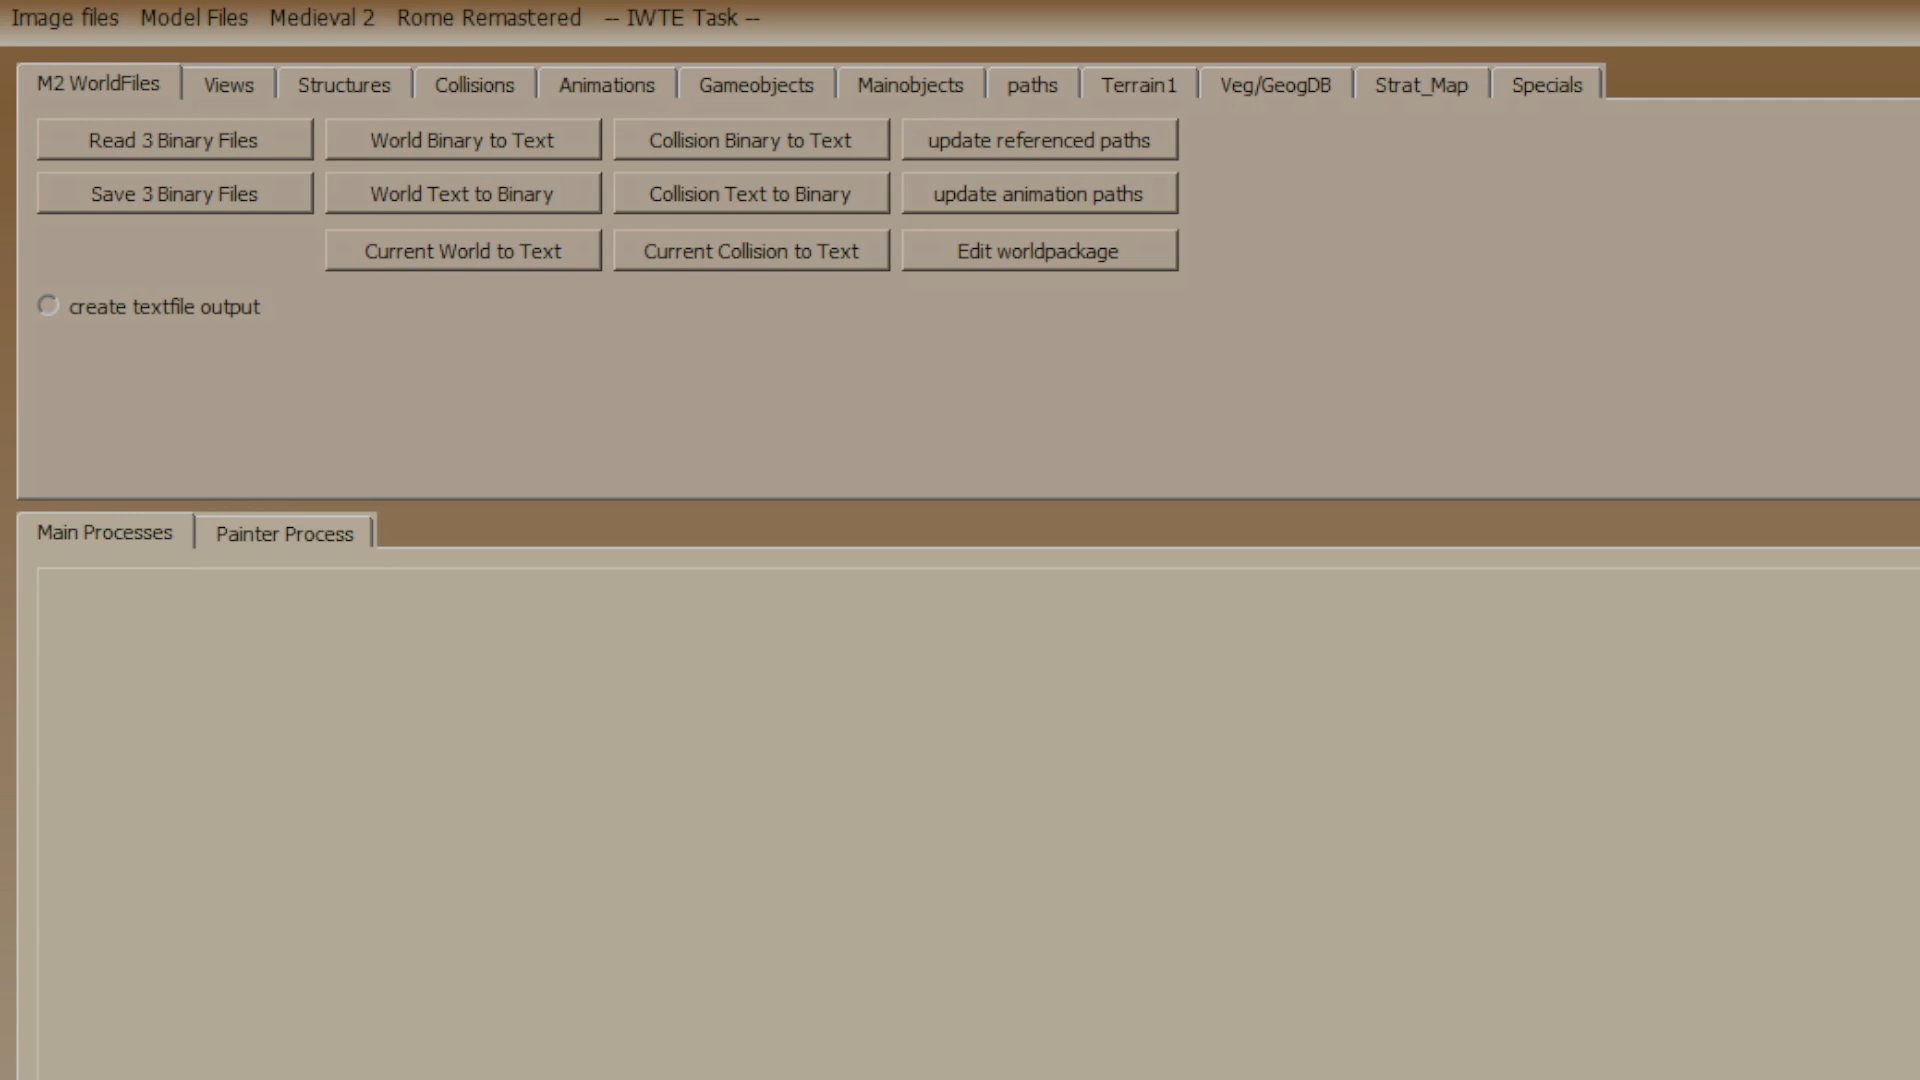 Image files Model Files Medieval 2 Rome Remastered -- IWTE Task --
M2 WorldFiles Views Structures Collisions Animations Gameobjects Mainobjects paths Terrain1 Veg/GeogDB Strat_Map Specials
Read 3 Binary Files World Binary to Text Collision Binary to Text update referenced paths
Save 3 Binary Files World Text to Binary Collision Text to Binary update animation paths
Current World to Text Current Collision to Text Edit worldpackage
create textfile output
Main Processes Painter Process